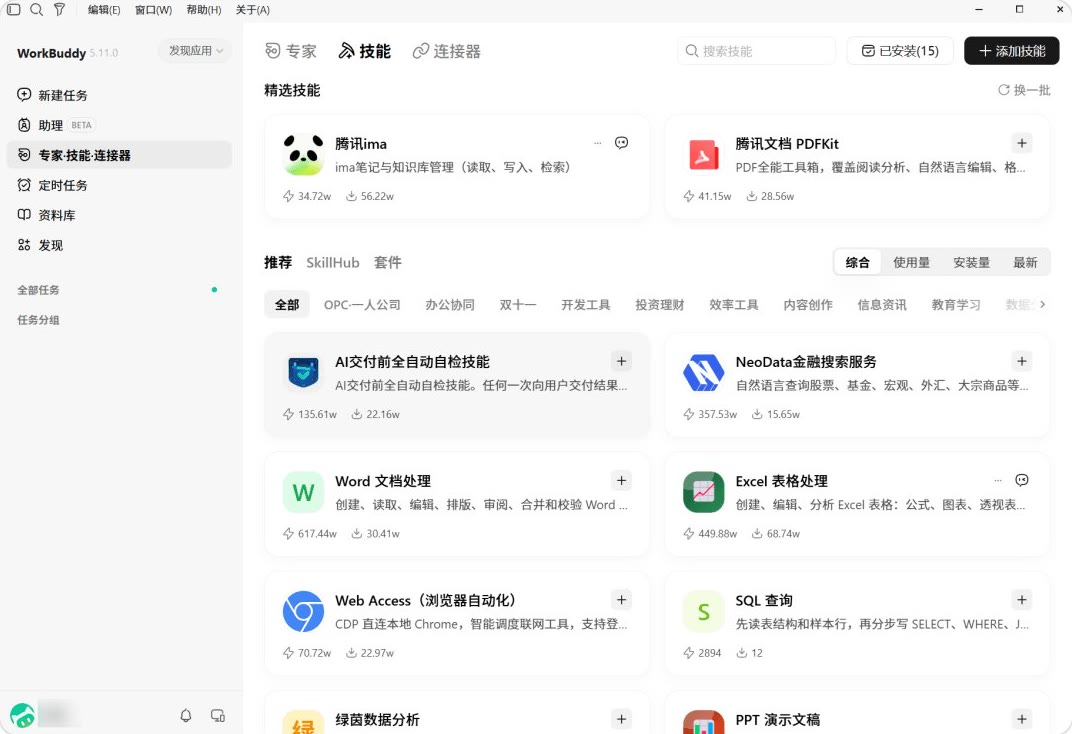 编辑(E) 窗口(W) 帮助(H) 关于(A)
WorkBuddy 5.11.0 发现应用
新建任务
助理 BETA
专家·技能·连接器
定时任务
资料库
发现
全部任务
任务分组
专家 技能 连接器
搜索技能
已安装(15)
添加技能
精选技能 换一批
腾讯ima
ima笔记与知识库管理（读取、写入、检索）
34.72w 56.22w
腾讯文档 PDFKit
PDF全能工具箱，覆盖阅读分析、自然语言编辑、格...
41.15w 28.56w
推荐 SkillHub 套件
综合 使用量 安装量 最新
全部 OPC·一人公司 办公协同 双十一 开发工具 投资理财 效率工具 内容创作 信息资讯 教育学习 数据
AI交付前全自动自检技能
AI交付前全自动自检技能。任何一次向用户交付结果...
135.61w 22.16w
NeoData金融搜索服务
自然语言查询股票、基金、宏观、外汇、大宗商品等...
357.53w 15.65w
W
Word 文档处理
创建、读取、编辑、排版、审阅、合并和校验 Word ...
617.44w 30.41w
Excel 表格处理
创建、编辑、分析 Excel 表格：公式、图表、透视表...
449.88w 68.74w
Web Access（浏览器自动化）
CDP 直连本地 Chrome，智能调度联网工具，支持登...
70.72w 22.97w
S
SQL 查询
先读表结构和样本行，再分步写 SELECT、WHERE、J...
2894 12
绿
绿茵数据分析
PPT 演示文稿